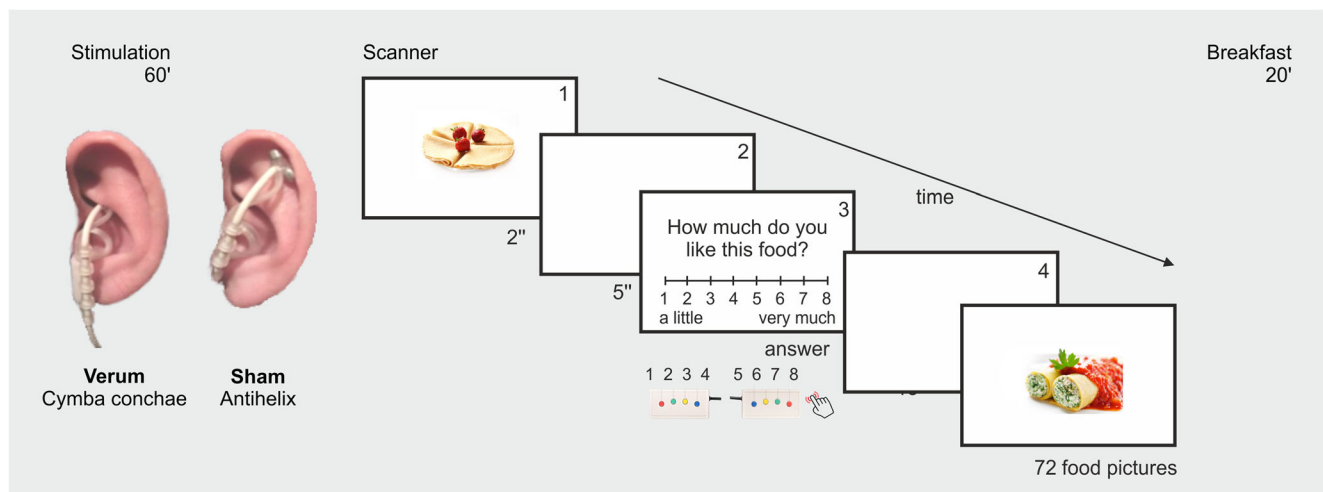 Stimulation
60'
Scanner
Breakfast
20'
1
2"
2
5"
3
How much do you
like this food?
1 2 3 4 5 6 7 8
a little very much
answer
1 2 3 4 5 6 7 8
4
time
72 food pictures
Verum
Cymba conchae
Sham
Antihelix